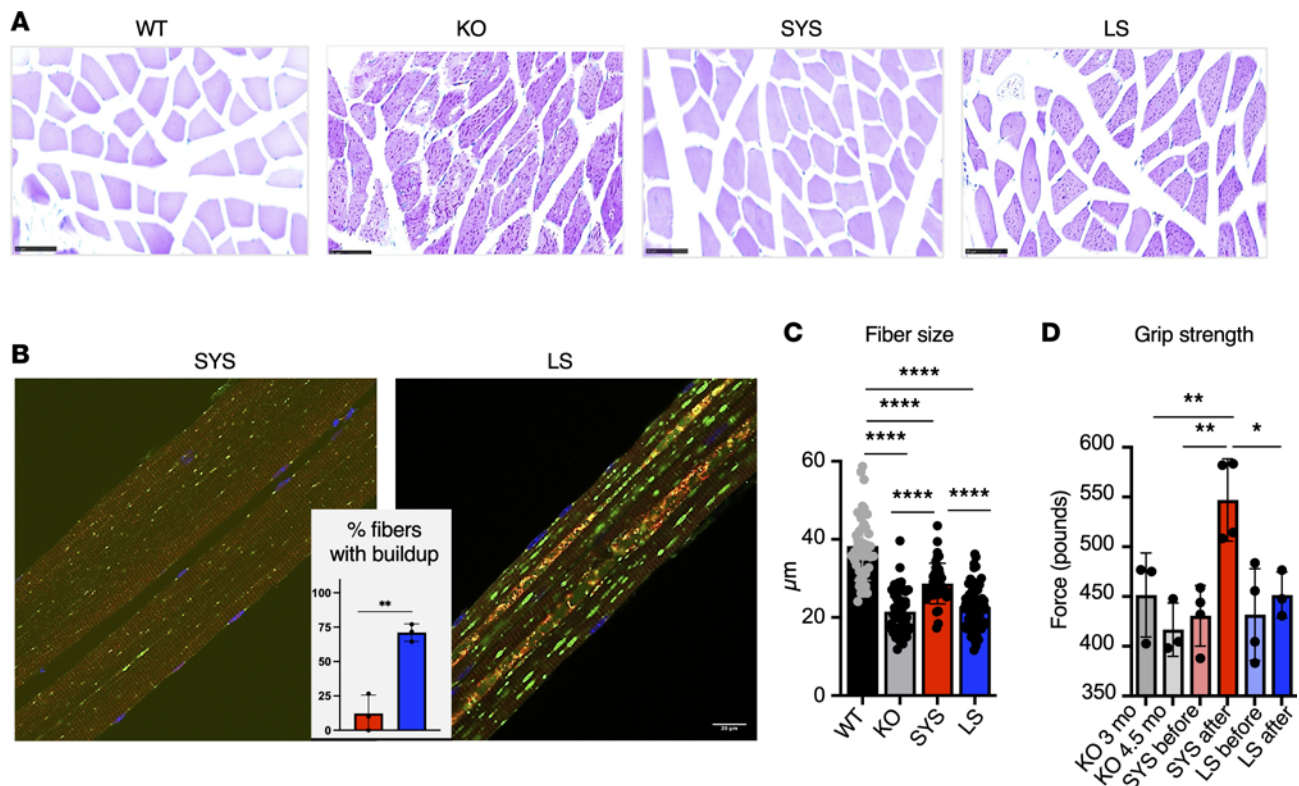 A
WT
KO
SYS
LS
B
SYS
LS
% fibers
with buildup
**
100
75
50
25
0
20 µm
C
Fiber size
****
****
****
****
****
µm
60
40
20
0
WT
KO
SYS
LS
D
Grip strength
**
**
*
Force (pounds)
600
550
500
450
400
350
KO 3 mo
KO 4.5 mo
SYS before
SYS after
LS before
LS after